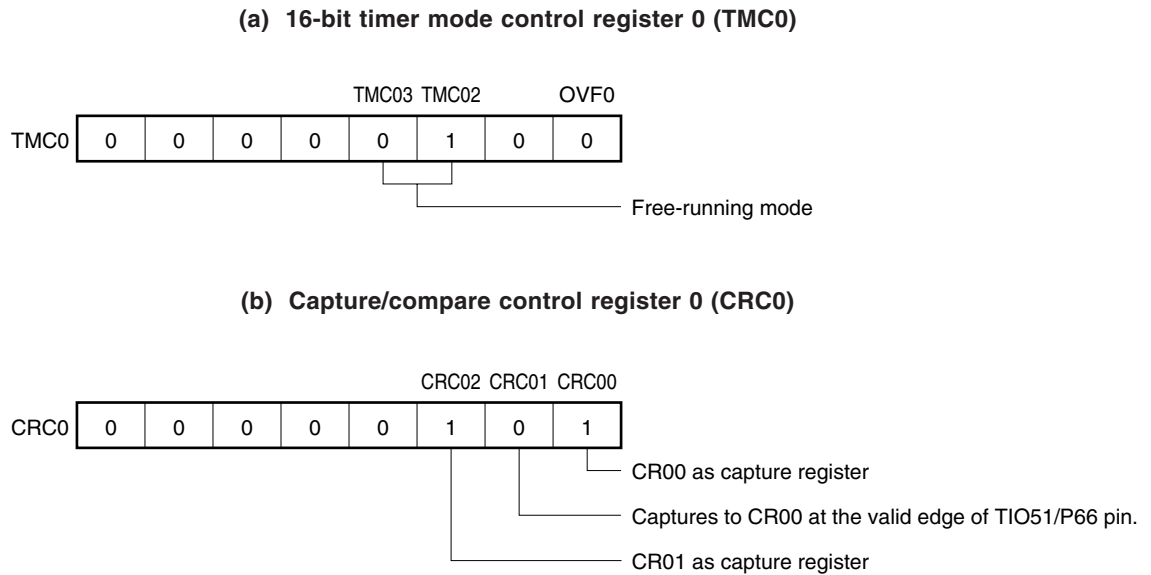 (a) 16-bit timer mode control register 0 (TMC0)
TMC03 TMC02 OVF0
TMC0 0 0 0 0 0 1 0 0
Free-running mode
(b) Capture/compare control register 0 (CRC0)
CRC02 CRC01 CRC00
CRC0 0 0 0 0 0 1 0 1
CR00 as capture register
Captures to CR00 at the valid edge of TIO51/P66 pin.
CR01 as capture register